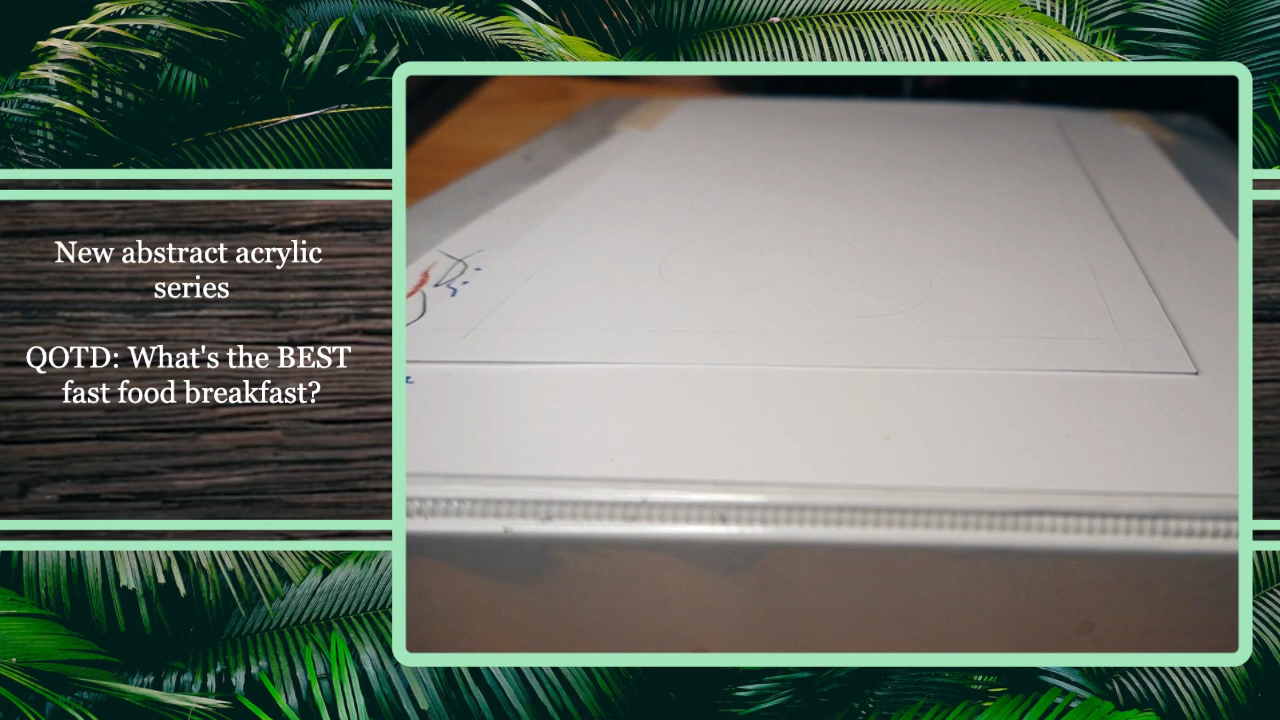 New abstract acrylic
series
QOTD: What's the BEST
fast food breakfast?